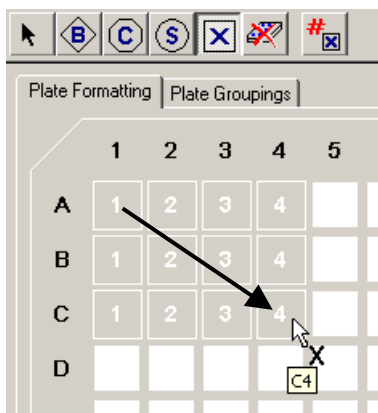 B C S X # x
Plate Formatting Plate Groupings
1 2 3 4 5
A 1 2 3 4
B 1 2 3 4
C 1 2 3 4
X
D
C4